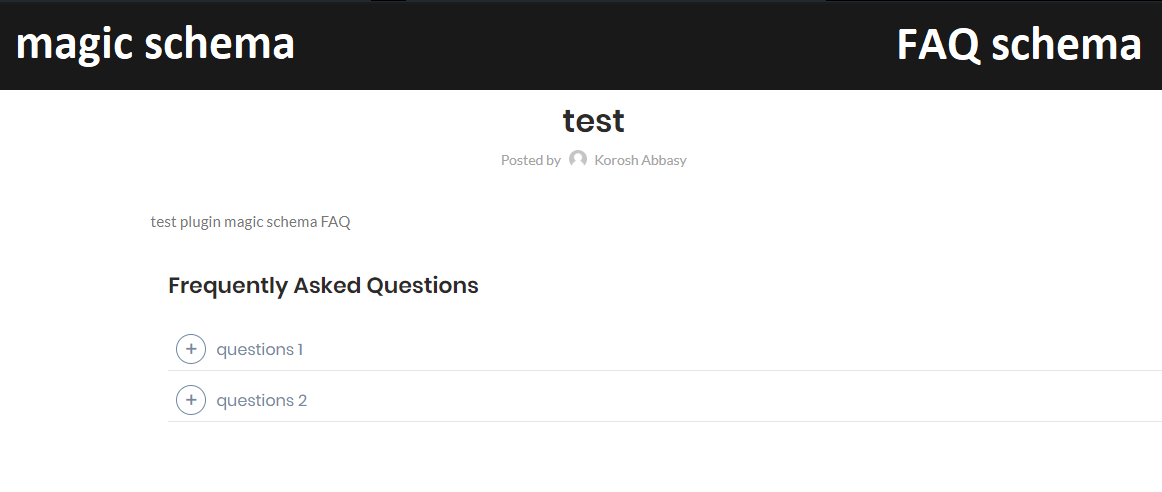 magic schema
FAQ schema
test
Posted by Korosh Abbasy
test plugin magic schema FAQ
Frequently Asked Questions
+ questions 1
+ questions 2